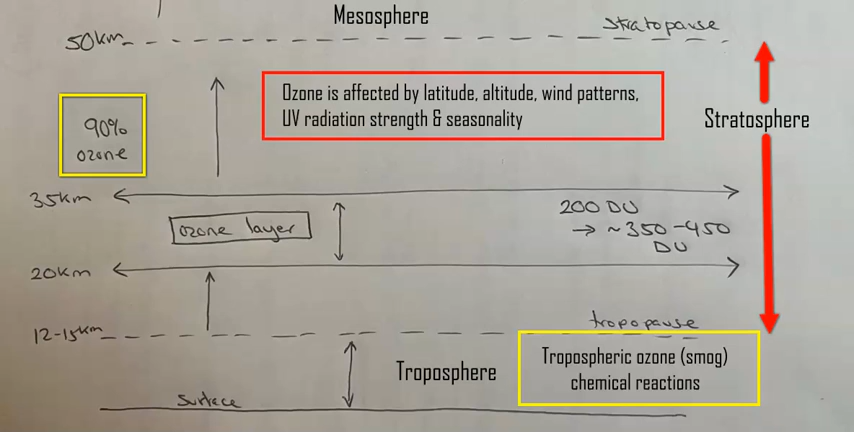 Mesosphere
50km
Stratopause
Ozone is affected by latitude, altitude, wind patterns,
UV radiation strength & seasonality
90%
ozone
Stratosphere
35km
ozone layer
200 DU
→ ~350-450
DU
20km
12-15km
tropopause
Tropospheric ozone (smog)
chemical reactions
Troposphere
Surface